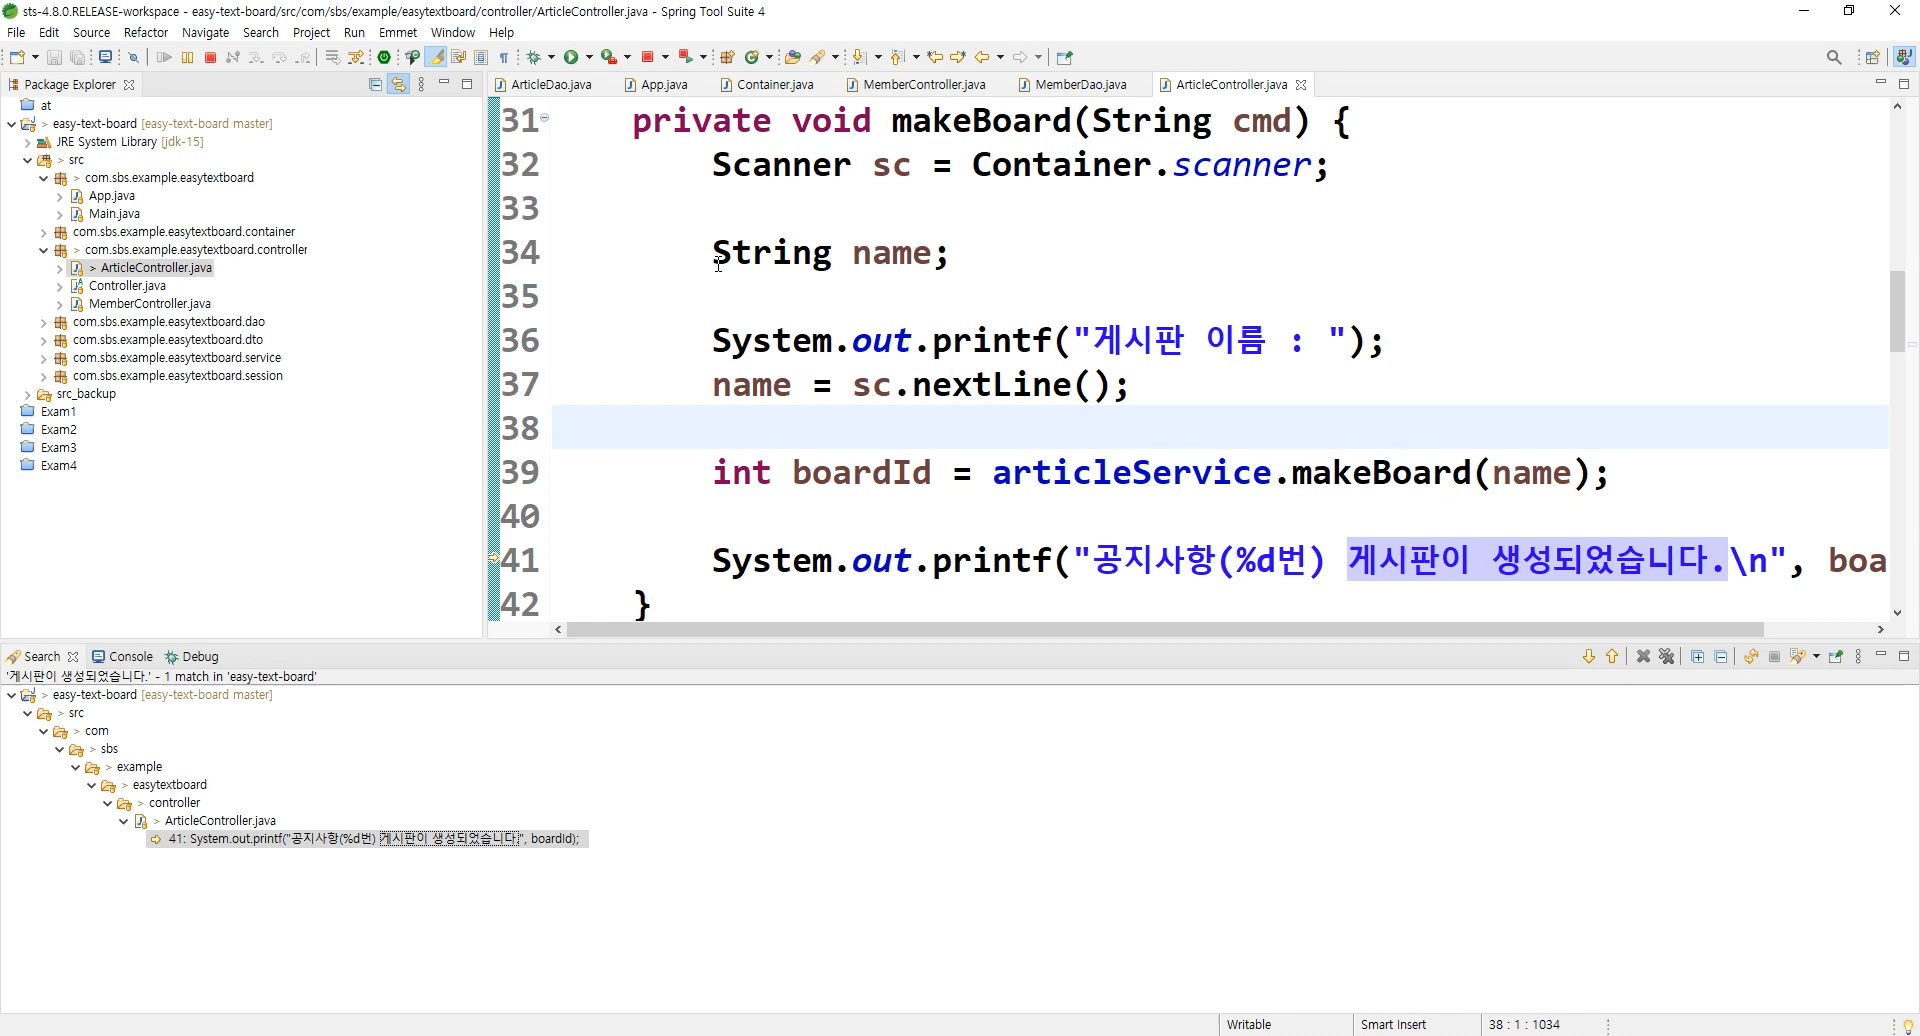 sts-4.8.0.RELEASE-workspace - easy-text-board/src/com/sbs/example/easytextboard/controller/ArticleController.java - Spring Tool Suite 4
File Edit Source Refactor Navigate Search Project Run Emmet Window Help
Package Explorer
at
> easy-text-board [easy-text-board master]
JRE System Library [jdk-15]
> src
> com.sbs.example.easytextboard
App.java
Main.java
com.sbs.example.easytextboard.container
> com.sbs.example.easytextboard.controller
> ArticleController.java
Controller.java
MemberController.java
com.sbs.example.easytextboard.dao
com.sbs.example.easytextboard.dto
com.sbs.example.easytextboard.service
com.sbs.example.easytextboard.session
src_backup
Exam1
Exam2
Exam3
Exam4
ArticleDao.java App.java Container.java MemberController.java MemberDao.java ArticleController.java
31 private void makeBoard(String cmd) {
32 Scanner sc = Container.scanner;
33
34 String name;
35
36 System.out.printf("게시판 이름 : ");
37 name = sc.nextLine();
38
39 int boardId = articleService.makeBoard(name);
40
41 System.out.printf("공지사항(%d번) 게시판이 생성되었습니다.\n", boa
42 }
Search Console Debug
'게시판이 생성되었습니다.' - 1 match in 'easy-text-board'
> easy-text-board [easy-text-board master]
> src
> com
> sbs
> example
> easytextboard
> controller
> ArticleController.java
41: System.out.printf("공지사항(%d번) 게시판이 생성되었습니다.", boardId);
Writable Smart Insert 38 : 1 : 1034